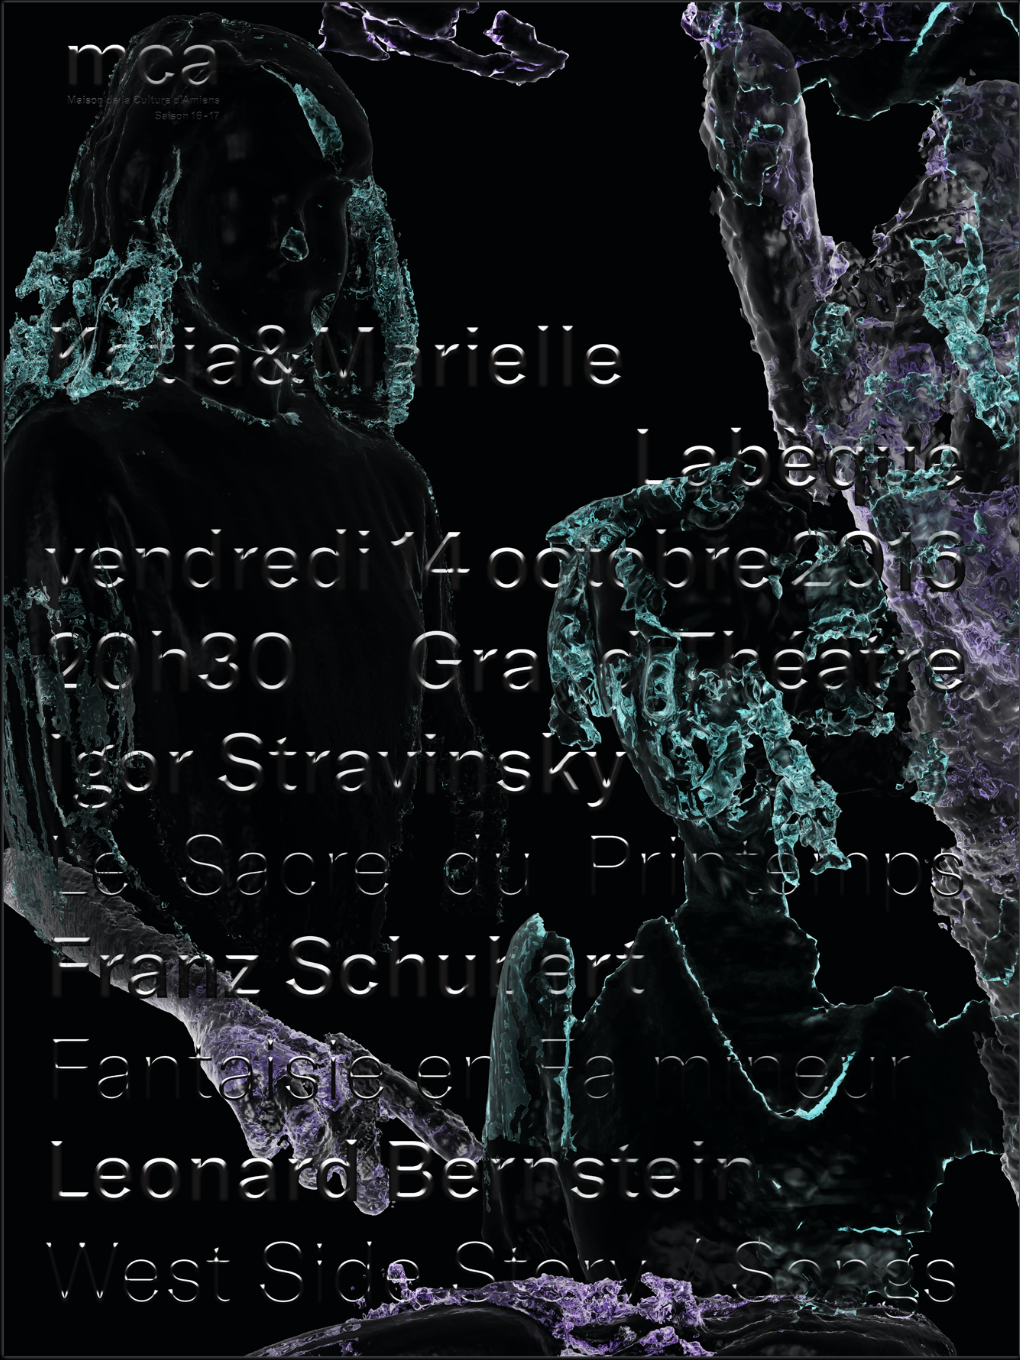 mca
Maison de la Culture d'Amiens
Saison 16-17
Katia & Marielle
Labèque
vendredi 14 octobre 2016
20h30 Grand Théâtre
Igor Stravinsky
Le Sacre du Printemps
Franz Schubert
Fantaisie en Fa mineur
Leonard Bernstein
West Side Story / Songs